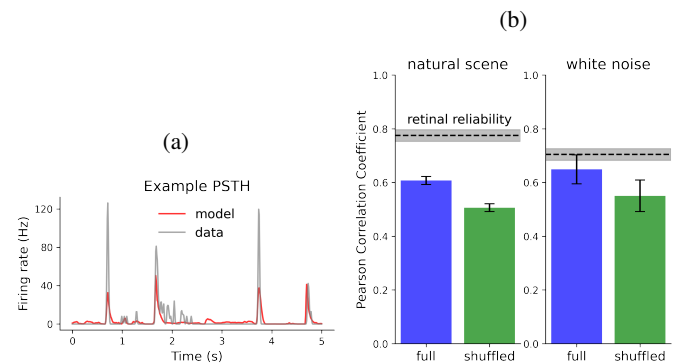 (a)
Example PSTH
model
data
Firing rate (Hz)
120
80
40
0
0
1
2
3
4
5
Time (s)
(b)
natural scene
white noise
Pearson Correlation Coefficient
1.0
0.8
0.6
0.4
0.2
0.0
retinal reliability
full
shuffled
1.0
0.8
0.6
0.4
0.2
0.0
full
shuffled